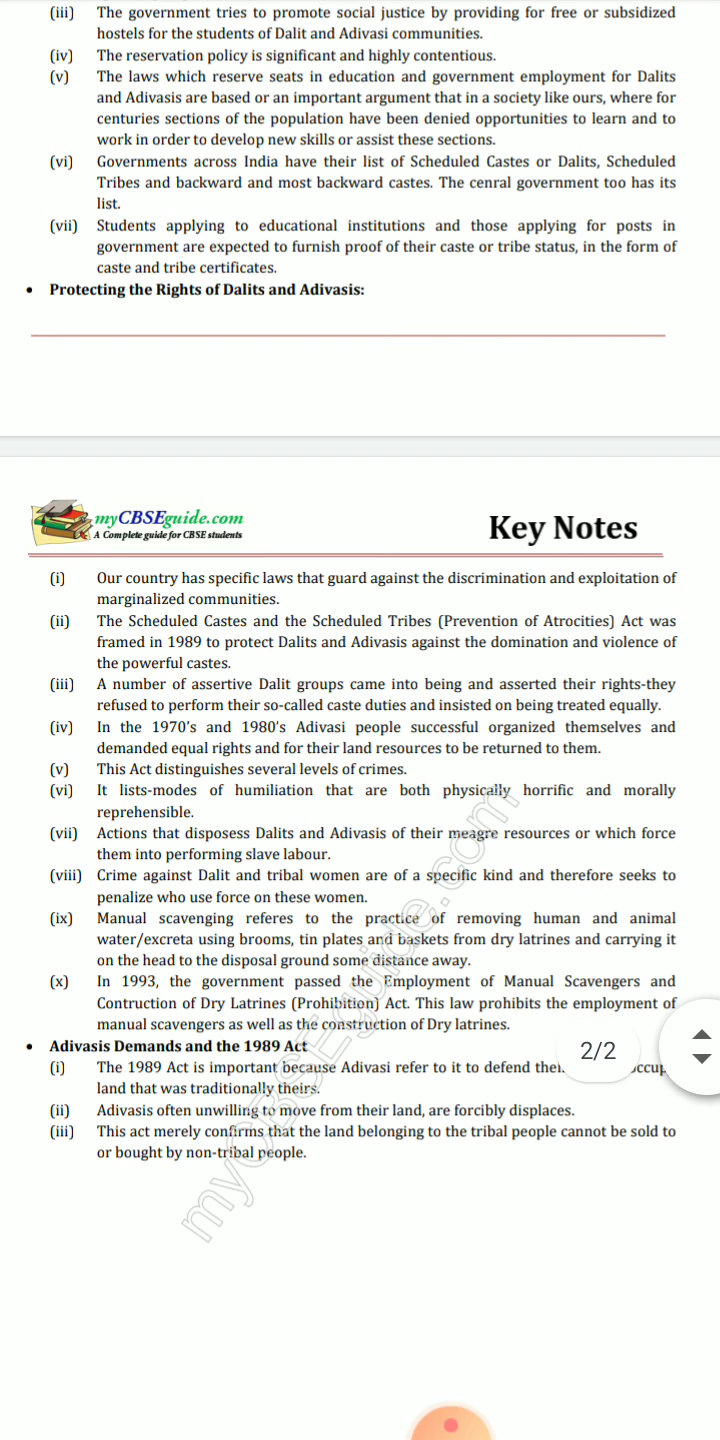 (iii) The government tries to promote social justice by providing for free or subsidized
hostels for the students of Dalit and Adivasi communities.
(iv) The reservation policy is significant and highly contentious.
(v) The laws which reserve seats in education and government employment for Dalits
and Adivasis are based or an important argument that in a society like ours, where for
centuries sections of the population have been denied opportunities to learn and to
work in order to develop new skills or assist these sections.
(vi) Governments across India have their list of Scheduled Castes or Dalits, Scheduled
Tribes and backward and most backward castes. The cenral government too has its
list.
(vii) Students applying to educational institutions and those applying for posts in
government are expected to furnish proof of their caste or tribe status, in the form of
caste and tribe certificates.
• Protecting the Rights of Dalits and Adivasis:
myCBSEguide.com
A Complete guide for CBSE students
Key Notes
(i) Our country has specific laws that guard against the discrimination and exploitation of
marginalized communities.
(ii) The Scheduled Castes and the Scheduled Tribes (Prevention of Atrocities) Act was
framed in 1989 to protect Dalits and Adivasis against the domination and violence of
the powerful castes.
(iii) A number of assertive Dalit groups came into being and asserted their rights-they
refused to perform their so-called caste duties and insisted on being treated equally.
(iv) In the 1970's and 1980's Adivasi people successful organized themselves and
demanded equal rights and for their land resources to be returned to them.
(v) This Act distinguishes several levels of crimes.
(vi) It lists-modes of humiliation that are both physically horrific and morally
reprehensible.
(vii) Actions that disposess Dalits and Adivasis of their meagre resources or which force
them into performing slave labour.
(viii) Crime against Dalit and tribal women are of a specific kind and therefore seeks to
penalize who use force on these women.
(ix) Manual scavenging referes to the practice of removing human and animal
water/excreta using brooms, tin plates and baskets from dry latrines and carrying it
on the head to the disposal ground some distance away.
(x) In 1993, the government passed the Employment of Manual Scavengers and
Contruction of Dry Latrines (Prohibition) Act. This law prohibits the employment of
manual scavengers as well as the construction of Dry latrines.
• Adivasis Demands and the 1989 Act
2/2
(i) The 1989 Act is important because Adivasi refer to it to defend
land that was traditionally theirs.
(ii) Adivasis often unwilling to move from their land, are forcibly displaces.
(iii) This act merely confirms that the land belonging to the tribal people cannot be sold to
or bought by non-tribal people.
myCBSEguide.com